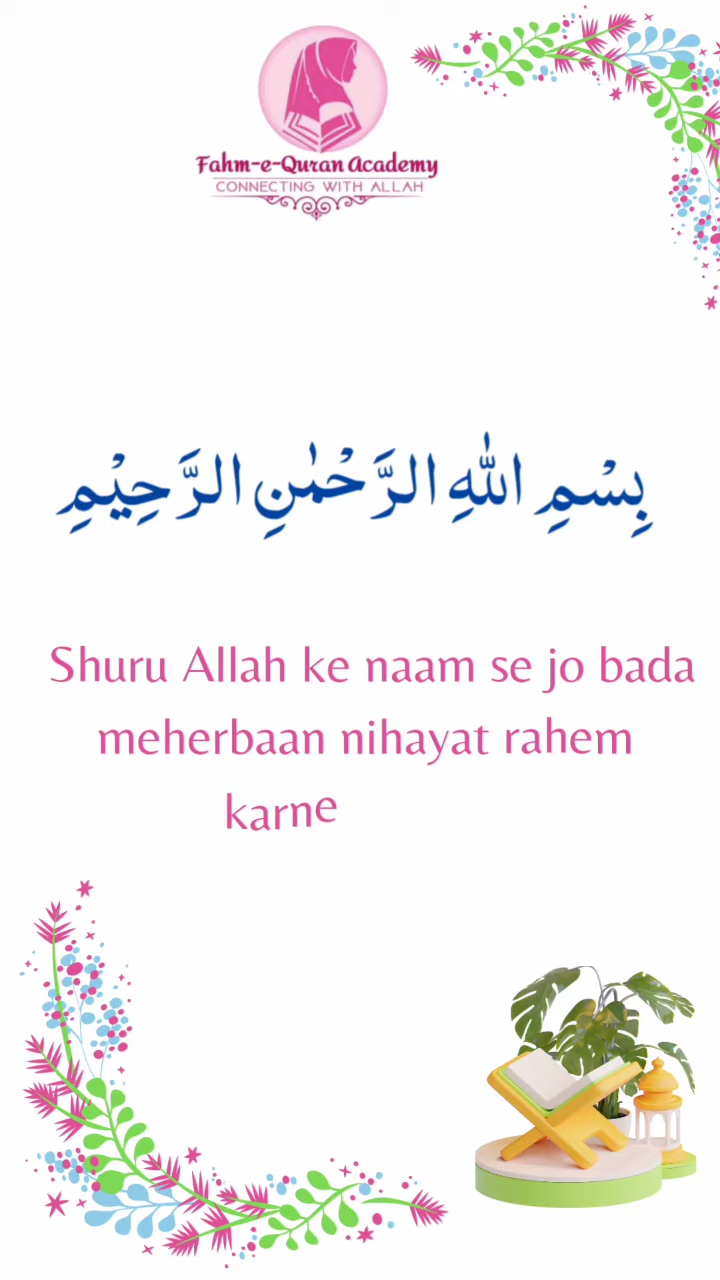 Fahm-e-Quran Academy
CONNECTING WITH ALLAH
بِسْمِ اللّٰهِ الرَّحْمٰنِ الرَّحِيْمِ
Shuru Allah ke naam se jo bada
meherbaan nihayat rahem
karne